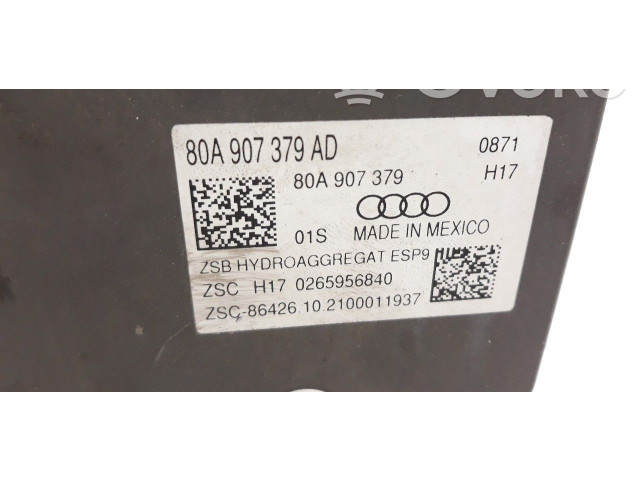 80A 907 379 AD 0871
80A 907 379 H17
01S MADE IN MEXICO
ZSB HYDROAGGREGAT ESP9
ZSC H17 0265956840
ZSC-86426.10.2100011937